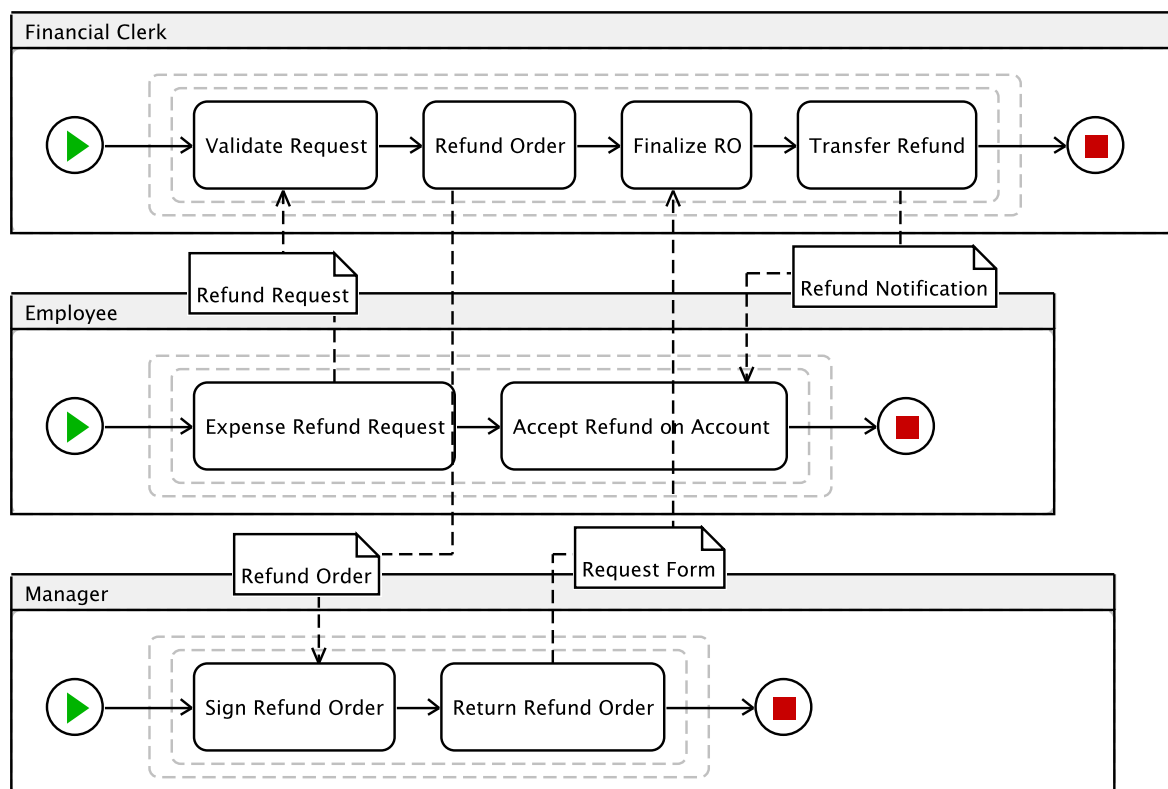 Financial Clerk
Validate Request
Refund Order
Finalize RO
Transfer Refund
Refund Request
Refund Notification
Employee
Expense Refund Request
Accept Refund on Account
Refund Order
Request Form
Manager
Sign Refund Order
Return Refund Order